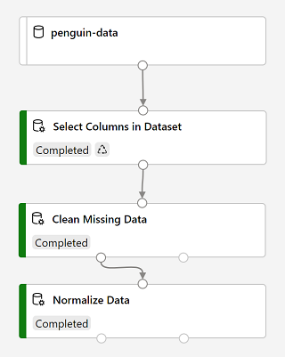 penguin-data
Select Columns in Dataset
Completed
Clean Missing Data
Completed
Normalize Data
Completed